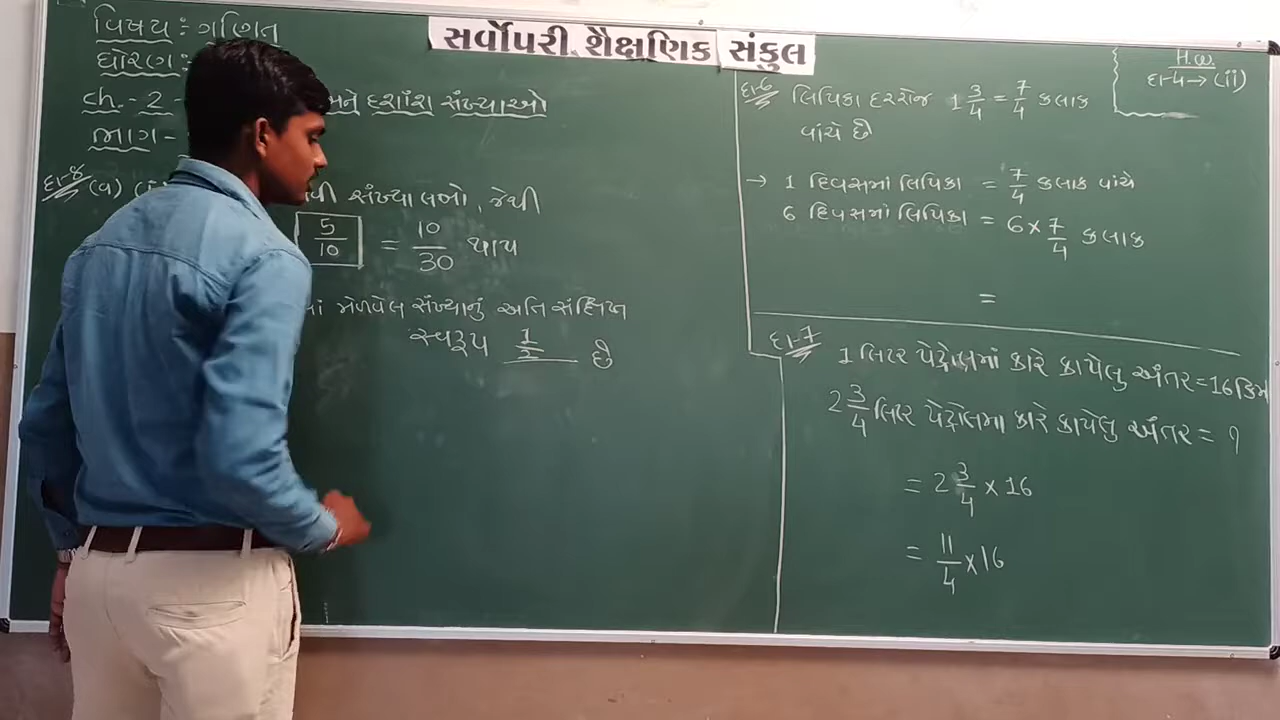 સર્વોપરી શૈક્ષણિક સંકુલ
વિષય : ગણિત
ધોરણ :
ch. - 2 - અને દશાંશ સંખ્યાઓ
ભાગ -
દા-8 (બ) સંખ્યા લખો, જેથી
5/10 = 10/30 થાય
મેળવેલ સંખ્યાનું અતિ સંક્ષિપ્ત
સ્વરૂપ 1/2 છે
H.W.
દા-4 → (ii)
દા-6 લિપિકા દરરોજ 1 3/4 = 7/4 કલાક
વાંચે છે
→ 1 દિવસમાં લિપિકા = 7/4 કલાક વાંચે
6 દિવસમાં લિપિકા = 6 × 7/4 કલાક
=
દા-7
1 લિટર પેટ્રોલમાં કારે કાપેલુ અંતર = 16 કિમ
2 3/4 લિટર પેટ્રોલમા કારે કાપેલુ અંતર = ?
= 2 3/4 × 16
= 11/4 × 16